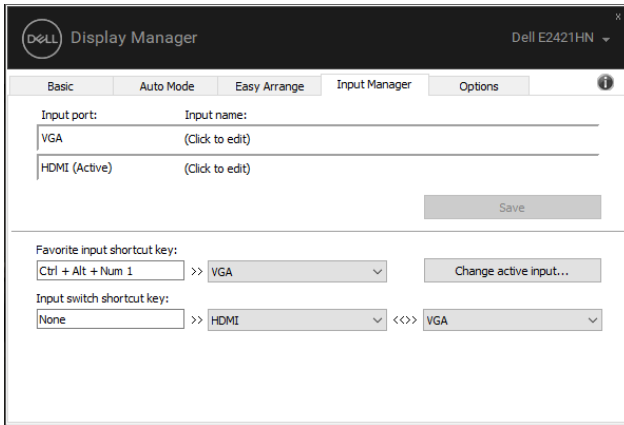 DELL Display Manager Dell E2421HN
x
Basic Auto Mode Easy Arrange Input Manager Options i
Input port: Input name:
VGA (Click to edit)
HDMI (Active) (Click to edit)
Save
Favorite input shortcut key:
Ctrl + Alt + Num 1 >> VGA Change active input...
Input switch shortcut key:
None >> HDMI <<>> VGA